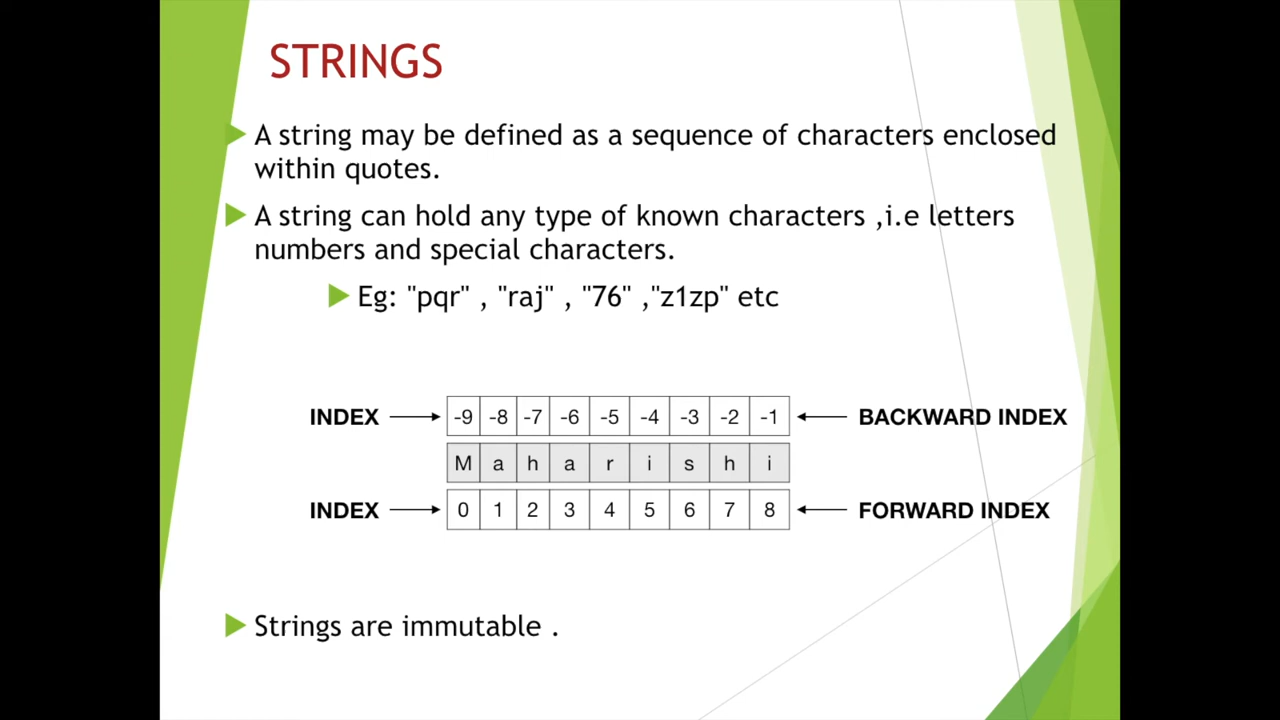 STRINGS
A string may be defined as a sequence of characters enclosed
within quotes.
A string can hold any type of known characters ,i.e letters
numbers and special characters.
Eg: "pqr" , "raj" , "76" ,"z1zp" etc
INDEX -9 -8 -7 -6 -5 -4 -3 -2 -1 BACKWARD INDEX
M a h a r i s h i
INDEX 0 1 2 3 4 5 6 7 8 FORWARD INDEX
Strings are immutable .